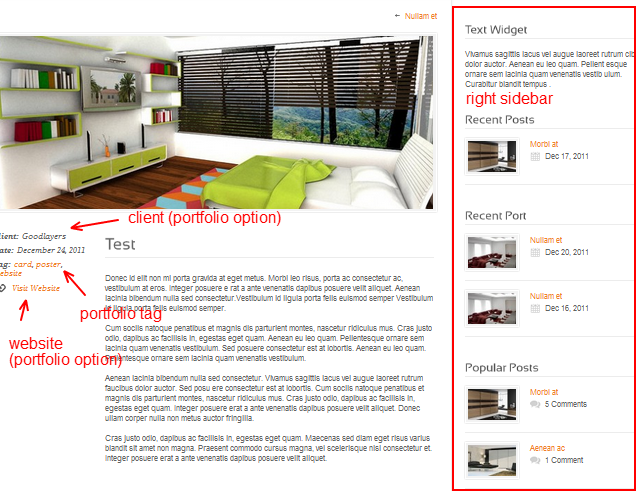 ← Nullam et
client (portfolio option)
lient: Goodlayers
ate: December 24, 2011
ag: card, poster,
ebsite
Visit Website
portfolio tag
website
(portfolio option)
Test
Donec id elit non mi porta gravida at eget metus. Morbi leo risus, porta ac consectetur ac,
vestibulum at eros. Integer posuere e rat a ante venenatis dapibus posuere velit aliquet. Aenean
lacinia bibendum nulla sed consectetur.Vestibulum id ligula porta felis euismod semper Vestibulum
id ligula porta felis euismod semper.
Cum sociis natoque penatibus et magnis dis parturient montes, nascetur ridiculus mus. Cras justo
odio, dapibus ac facilisis in, egestas eget quam. Aenean eu leo quam. Pellentesque ornare sem
lacinia quam venenatis vestibulum. Sed posuere consectetur est at lobortis. Aenean eu leo quam.
Pellentesque ornare sem lacinia quam venenatis vestibulum.
Aenean lacinia bibendum nulla sed consectetur. Vivamus sagittis lacus vel augue laoreet rutrum
faucibus dolor auctor. Sed posu ere consectetur est at lobortis. Cum sociis natoque penatibus et
magnis dis parturient montes, nascetur ridiculus mus. Cras justo odio, dapibus ac facilisis in,
egestas eget quam. Integer posuere erat a ante venenatis dapibus posuere velit aliquet. Donec
ullam corper nulla non metus auctor fringilla.
Cras justo odio, dapibus ac facilisis in, egestas eget quam. Maecenas sed diam eget risus varius
blandit sit amet non magna. Praesent commodo cursus magna, vel scelerisque nisl consectetur et.
Integer posuere erat a ante venenatis dapibus posuere velit aliquet.
Text Widget
Vivamus sagittis lacus vel augue laoreet rutrum cib
dolor auctor. Aenean eu leo quam. Pellent esque
ornare sem lacinia quam venenatis vestib ulum.
Curabitur blandit tempus .
right sidebar
Recent Posts
Morbi at
Dec 17, 2011
Recent Port
Nullam et
Dec 20, 2011
Nullam et
Dec 16, 2011
Popular Posts
Morbi at
5 Comments
Aenean ac
1 Comment